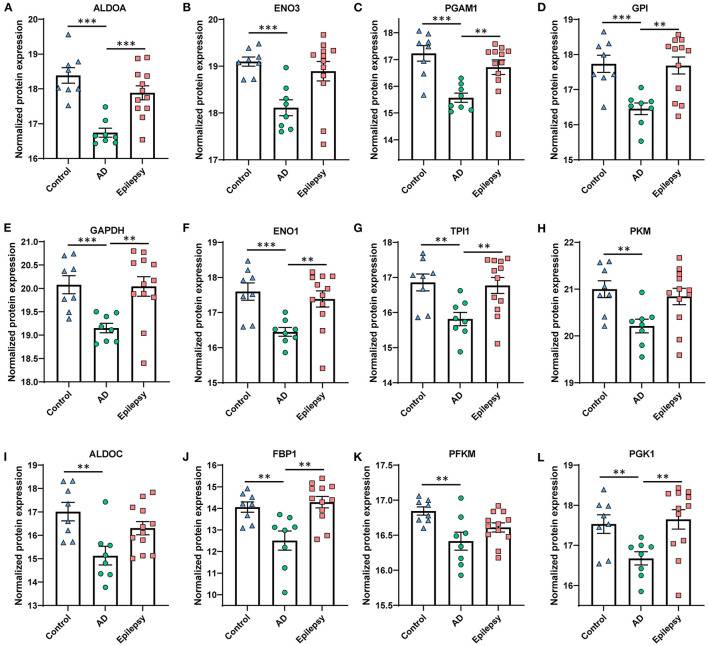 A ALDOA
Normalized protein expression
19
18
17
16
***
***
Control
AD
Epilepsy
B ENO3
Normalized protein expression
20
19
18
17
***
Control
AD
Epilepsy
C PGAM1
Normalized protein expression
18
17
16
15
14
***
**
Control
AD
Epilepsy
D GPI
Normalized protein expression
19
18
17
16
15
***
**
Control
AD
Epilepsy
E GAPDH
Normalized protein expression
21.0
20.5
20.0
19.5
19.0
18.5
18.0
***
**
Control
AD
Epilepsy
F ENO1
Normalized protein expression
19
18
17
16
15
***
**
Control
AD
Epilepsy
G TPI1
Normalized protein expression
18
17
16
15
14
**
**
Control
AD
Epilepsy
H PKM
Normalized protein expression
22
21
20
19
**
Control
AD
Epilepsy
I ALDOC
Normalized protein expression
19
18
17
16
15
14
13
**
Control
AD
Epilepsy
J FBP1
Normalized protein expression
16
15
14
13
12
11
10
**
**
Control
AD
Epilepsy
K PFKM
Normalized protein expression
17.5
17.0
16.5
16.0
15.5
**
Control
AD
Epilepsy
L PGK1
Normalized protein expression
19
18
17
16
**
**
Control
AD
Epilepsy